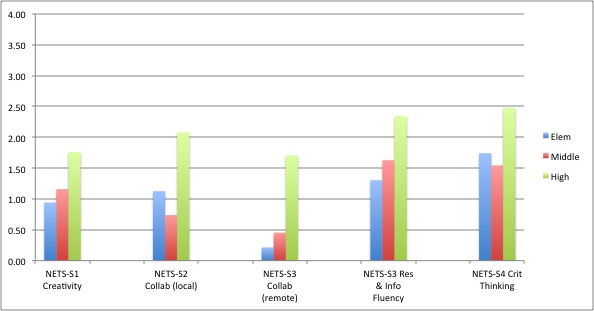 4.00
3.50
3.00
2.50
2.00
1.50
1.00
0.50
0.00
NETS-S1
Creativity
NETS-S2
Collab (local)
NETS-S3
Collab
(remote)
NETS-S3 Res
& Info
Fluency
NETS-S4 Crit
Thinking
Elem
Middle
High